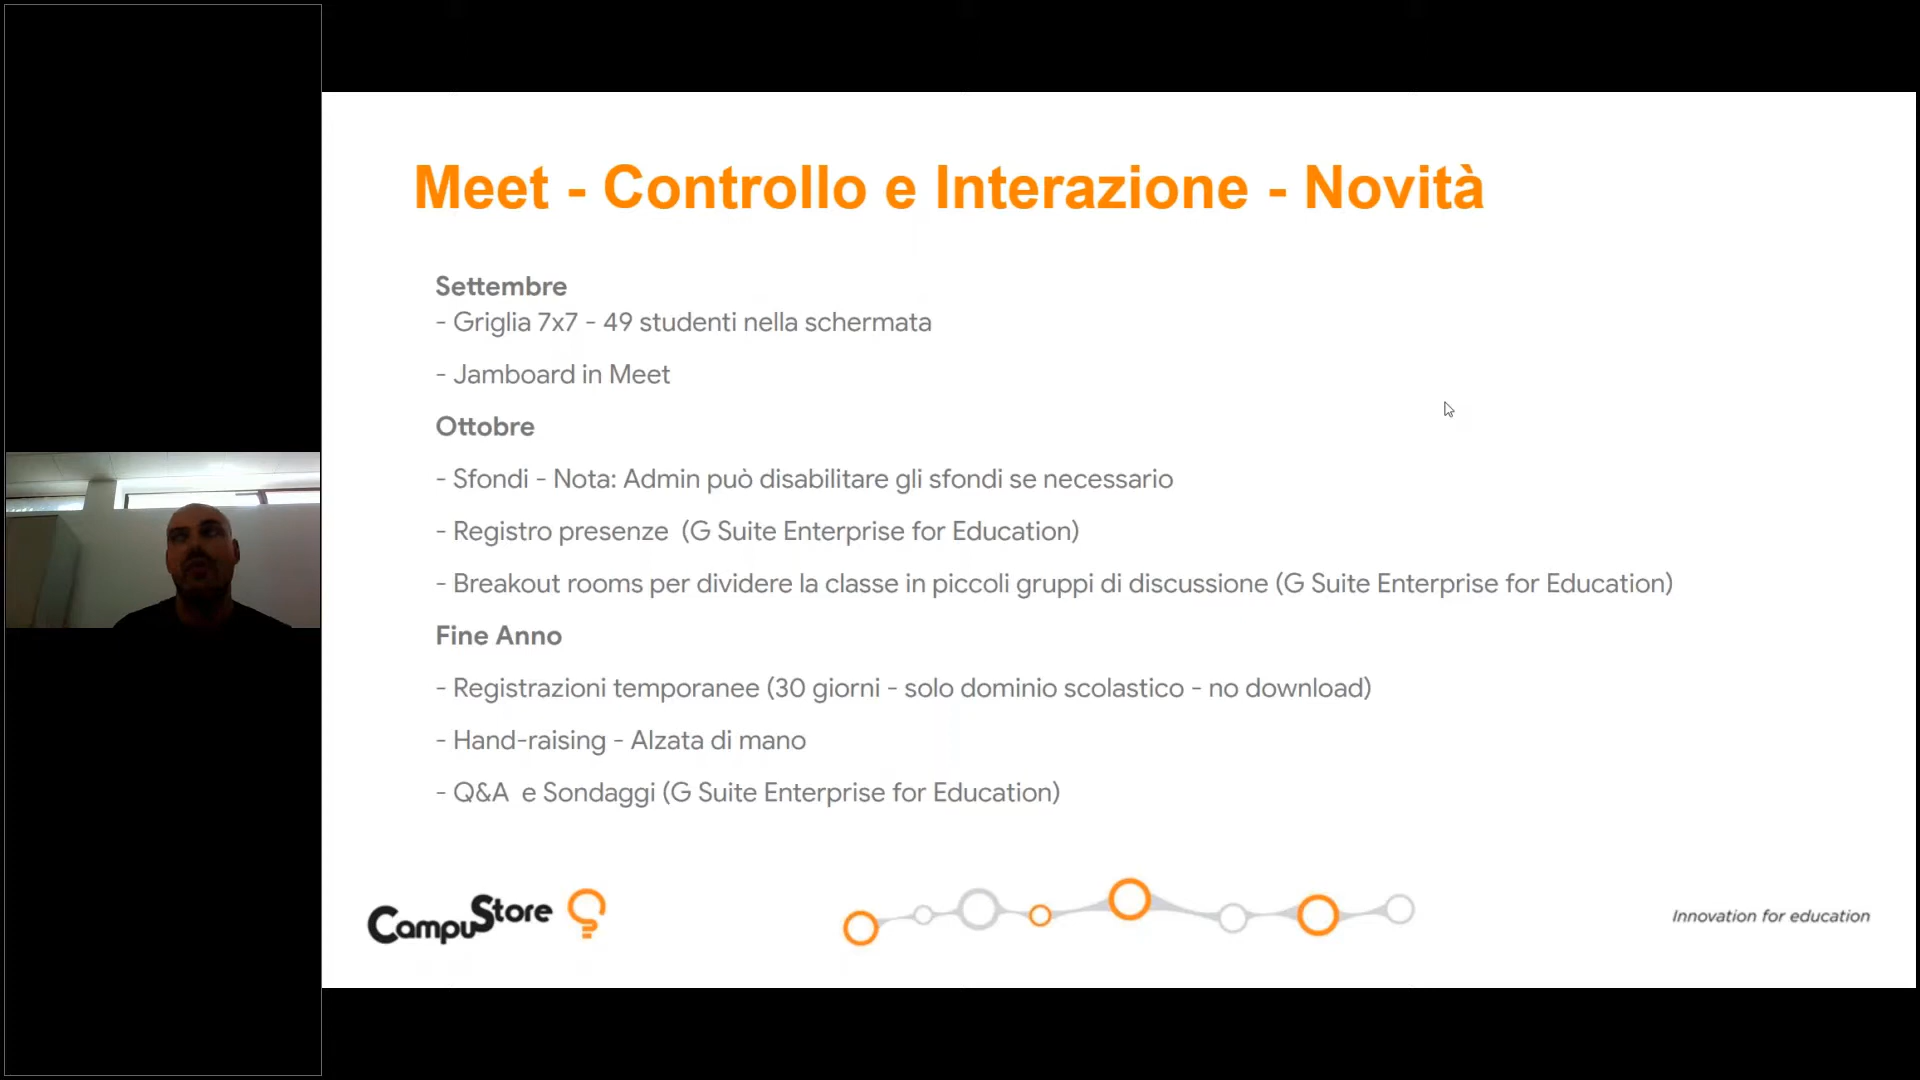 Meet - Controllo e Interazione - Novità
Settembre
- Griglia 7x7 - 49 studenti nella schermata
- Jamboard in Meet
Ottobre
- Sfondi - Nota: Admin può disabilitare gli sfondi se necessario
- Registro presenze (G Suite Enterprise for Education)
- Breakout rooms per dividere la classe in piccoli gruppi di discussione (G Suite Enterprise for Education)
Fine Anno
- Registrazioni temporanee (30 giorni - solo dominio scolastico - no download)
- Hand-raising - Alzata di mano
- Q&A e Sondaggi (G Suite Enterprise for Education)
CampuStore
Innovation for education